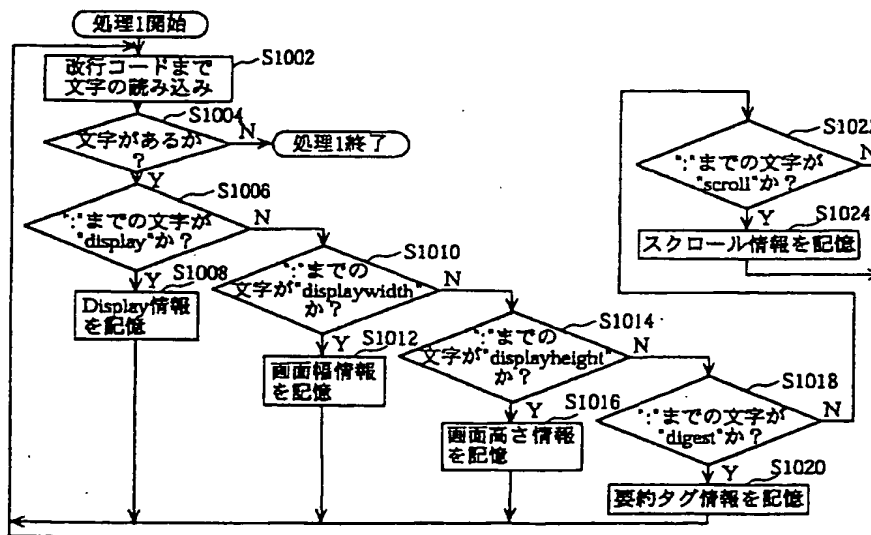 処理1開始
S1002
改行コードまで
文字の読み込み
S1004
文字があるか
?
N
処理1終了
Y
S1006
":"までの文字が
"display"か?
N
Y
S1008
Display情報
を記憶
S1010
":"までの
文字が"displaywidth"
か?
N
Y
S1012
画面幅情報
を記憶
S1014
":"までの
文字が"displayheight"
か?
N
Y
S1016
画面高さ情報
を記憶
S1018
":"までの文字が
"digest"か?
N
Y
S1020
要約タグ情報を記憶
S1022
":"までの文字が
"scroll"か?
N
Y
S1024
スクロール情報を記憶